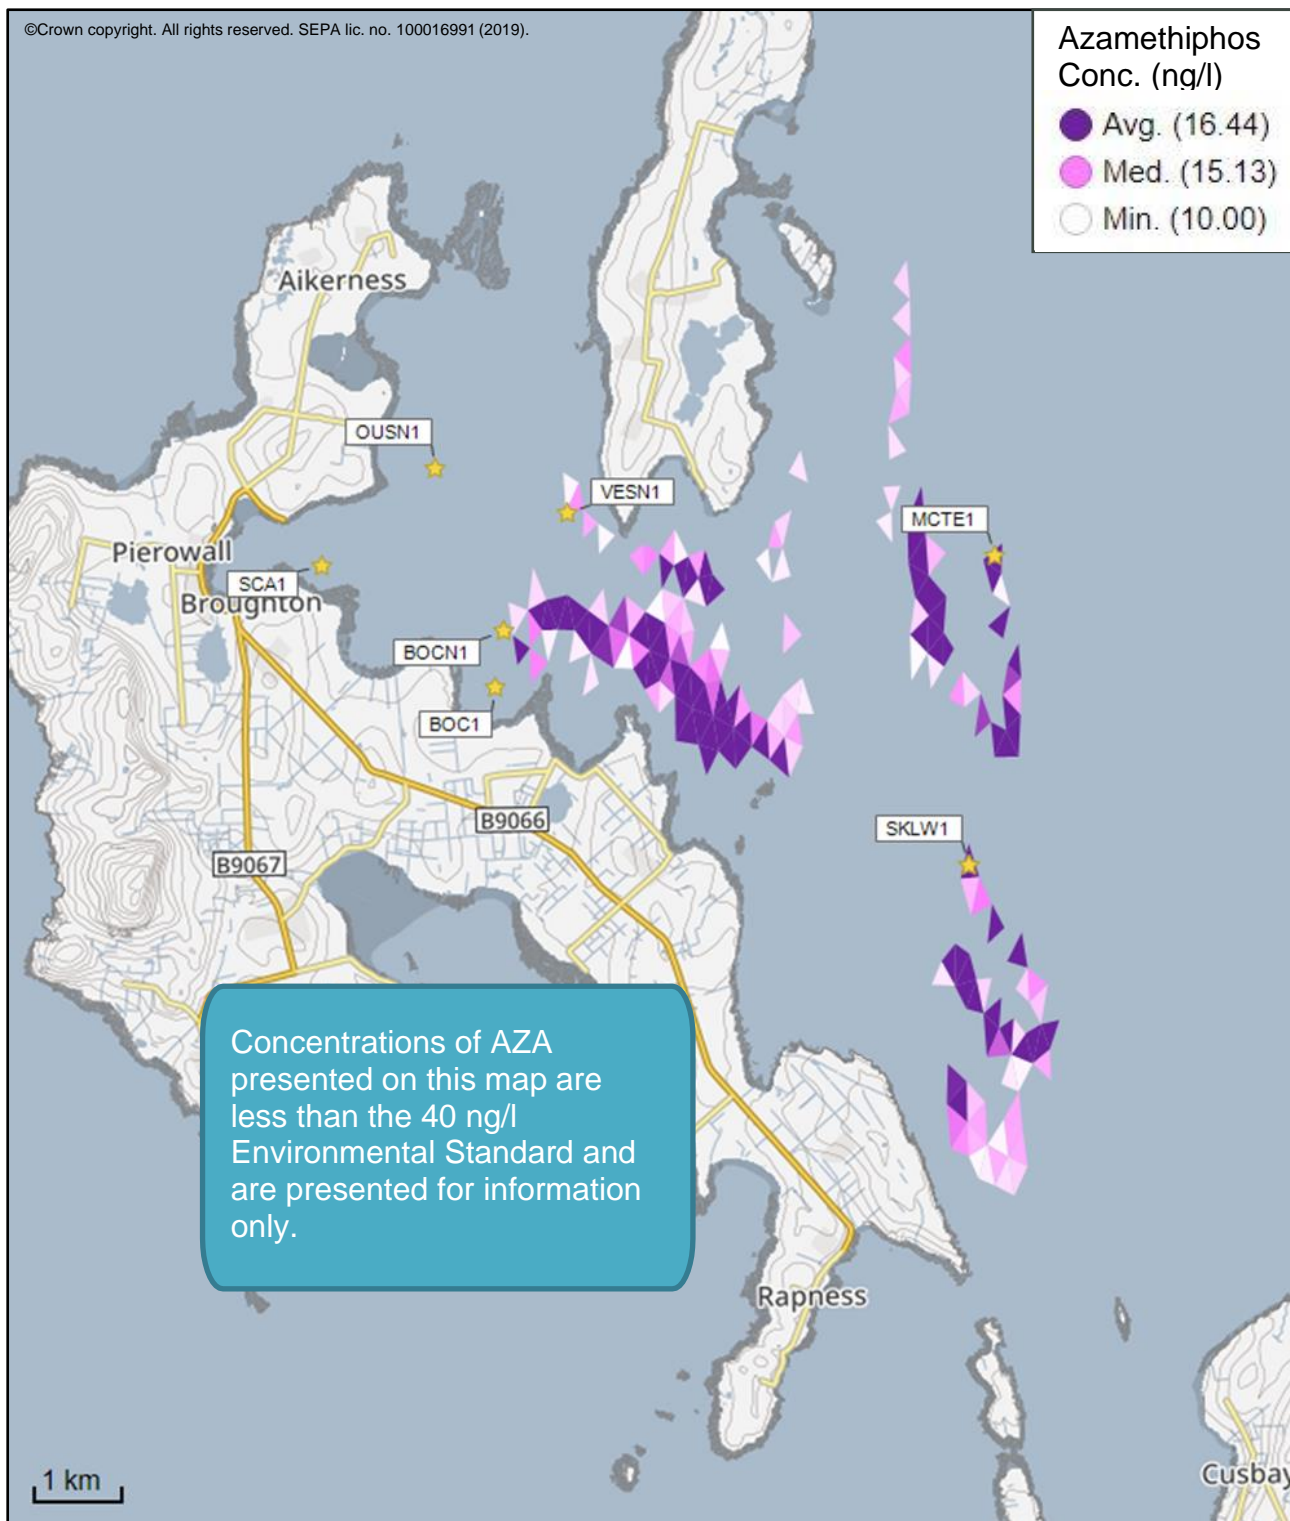 ©Crown copyright. All rights reserved. SEPA lic. no. 100016991 (2019).
Azamethiphos
Conc. (ng/l)
Avg. (16.44)
Med. (15.13)
Min. (10.00)
Aikerness
OUSN1
VESN1
MCTE1
Pierowall
SCA1
Broughton
BOCN1
BOC1
B9066
SKLW1
B9067
Concentrations of AZA
presented on this map are
less than the 40 ng/l
Environmental Standard and
are presented for information
only.
Rapness
Cusbay
1 km